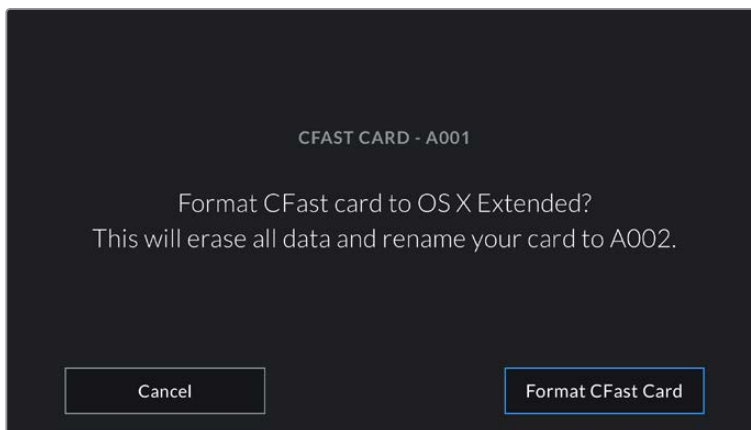 CFAST CARD - A001
Format CFast card to OS X Extended?
This will erase all data and rename your card to A002.
Cancel
Format CFast Card